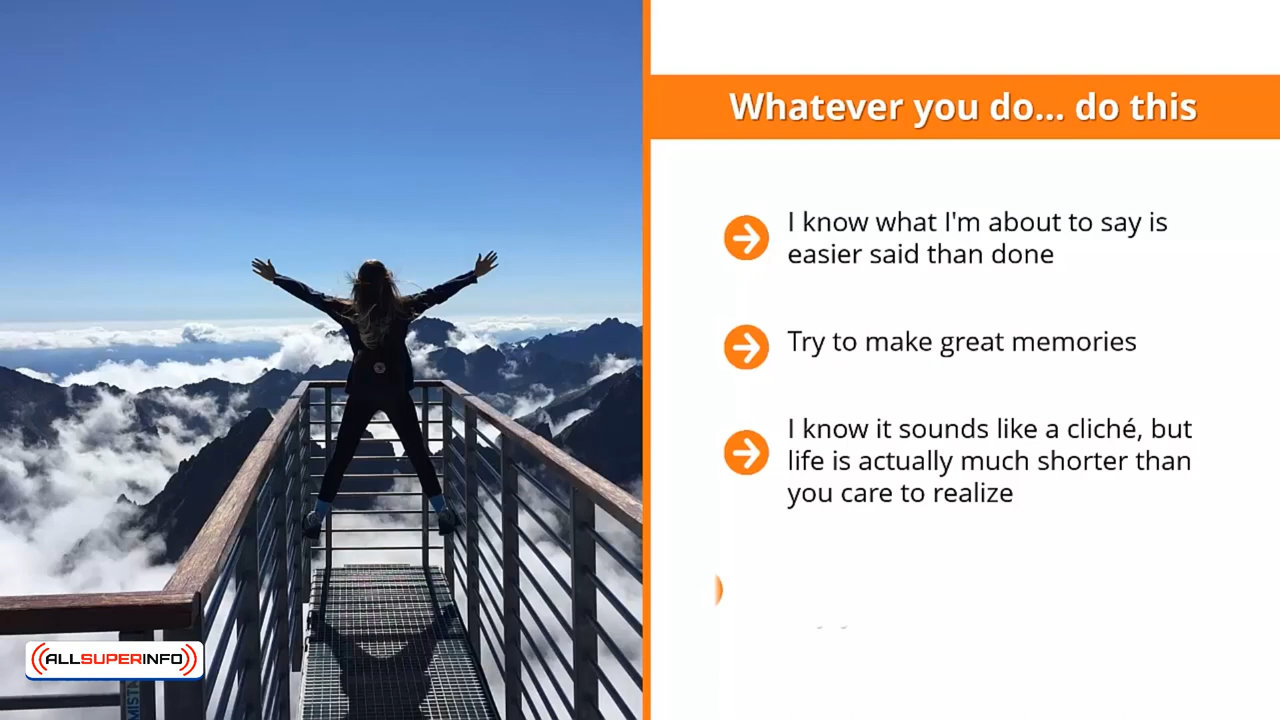 Whatever you do... do this
I know what I'm about to say is
easier said than done
Try to make great memories
I know it sounds like a cliché, but
life is actually much shorter than
you care to realize
ALLSUPERINFO